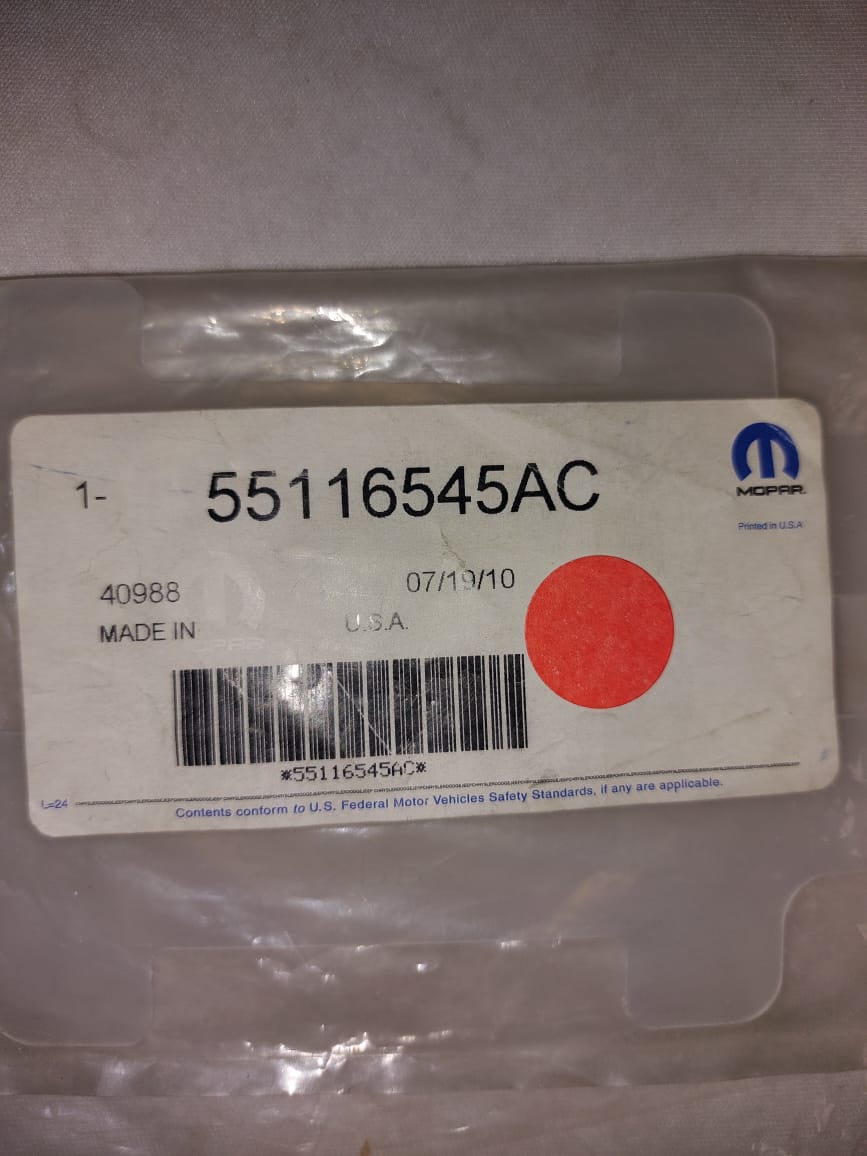 1- 55116545AC
MOPAR
Printed in U.S.A
40988 07/19/10
MADE IN U.S.A.
MOPAR
*55116545AC*
L=24
Contents conform to U.S. Federal Motor Vehicles Safety Standards, if any are applicable.